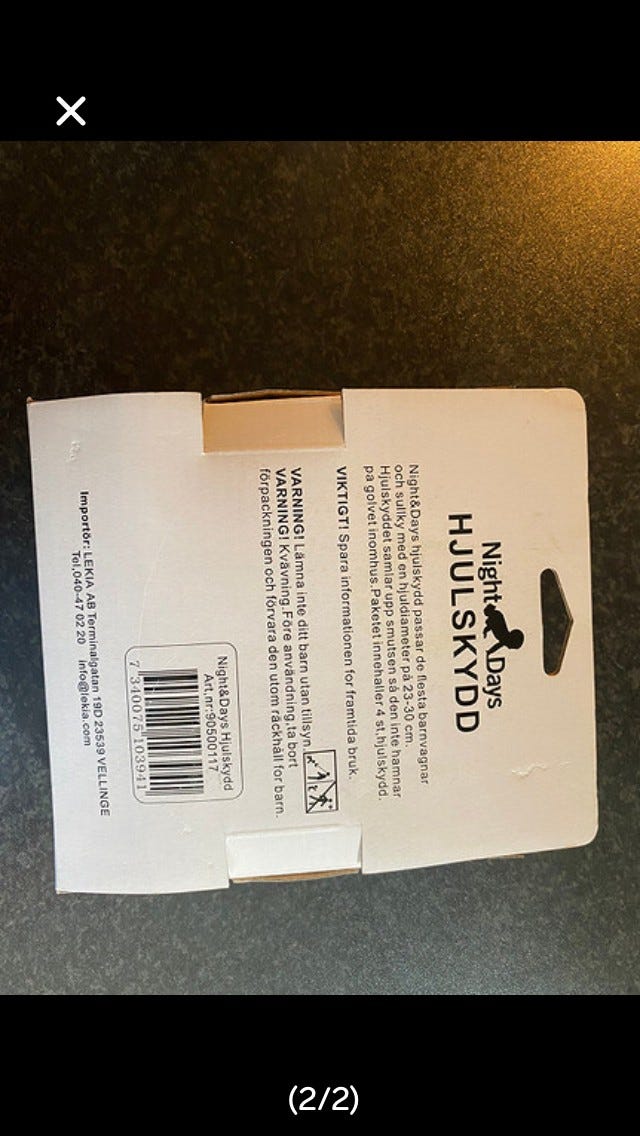 Night Days
HJULSKYDD
Night&Days hjulskydd passar de flesta barnvagnar
och sullky med en hjuldiameter på 23-30 cm.
Hjulskyddet samlar upp smutsen så den inte hamnar
på golvet inomhus.Paketet innehaller 4 st,hjulskydd.
VIKTIGT! Spara informationen for framtida bruk.
VARNING! Lämna inte ditt barn utan tillsyn.
VARNING! Kvävning.Före användning,ta bort
förpackningen och förvara den utom räckhåll for barn.
Night&Days Hjulskydd
Art.nr:90500117
7 340075 103941
Importör: LEKIA AB Terminalgatan 19D 23539 VELLINGE
Tel,040-47 02 20 info@lekia.com
(2/2)